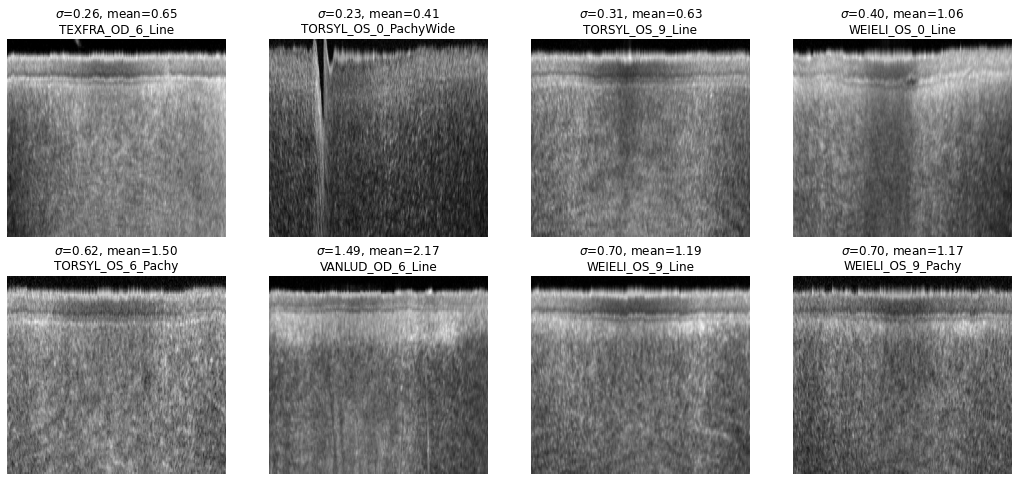 σ=0.26, mean=0.65
TEXFRA_OD_6_Line
σ=0.23, mean=0.41
TORSYL_OS_0_PachyWide
σ=0.31, mean=0.63
TORSYL_OS_9_Line
σ=0.40, mean=1.06
WEIELI_OS_0_Line
σ=0.62, mean=1.50
TORSYL_OS_6_Pachy
σ=1.49, mean=2.17
VANLUD_OD_6_Line
σ=0.70, mean=1.19
WEIELI_OS_9_Line
σ=0.70, mean=1.17
WEIELI_OS_9_Pachy